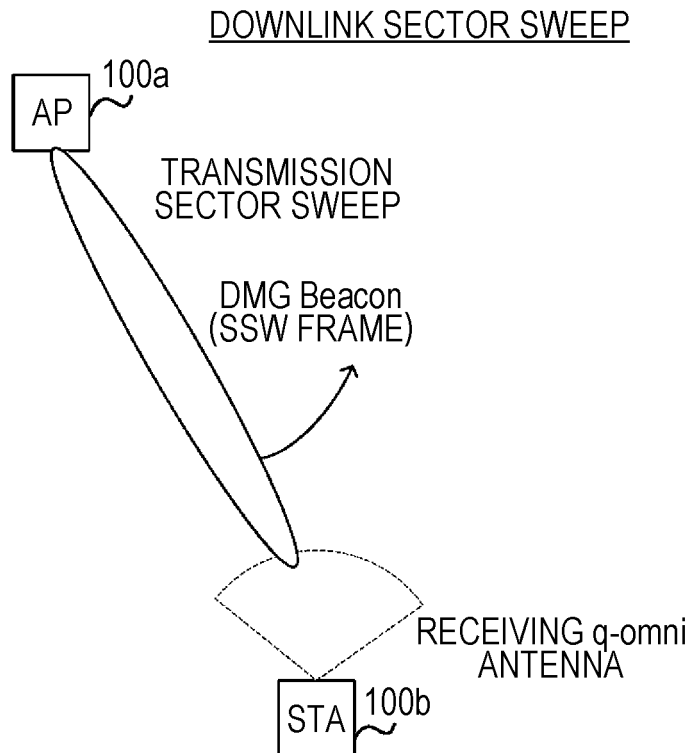 DOWNLINK SECTOR SWEEP
100a
AP
TRANSMISSION
SECTOR SWEEP
DMG Beacon
(SSW FRAME)
RECEIVING q-omni
ANTENNA
STA
100b